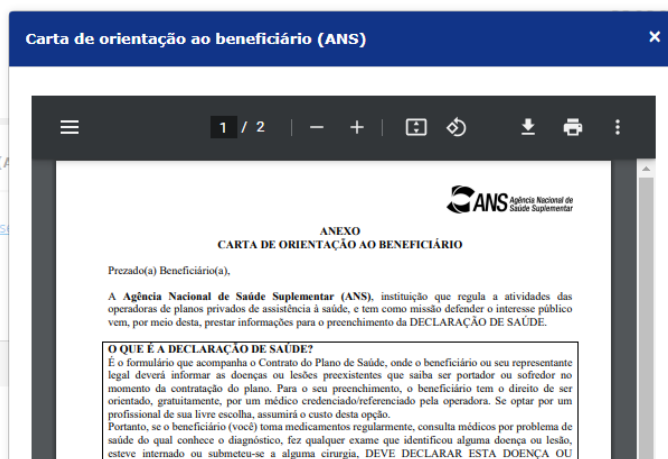 Carta de orientação ao beneficiário (ANS)
1 / 2
ANS Agência Nacional de
Saúde Suplementar
ANEXO
CARTA DE ORIENTAÇÃO AO BENEFICIÁRIO
Prezado(a) Beneficiário(a),
A Agência Nacional de Saúde Suplementar (ANS), instituição que regula a atividades das
operadoras de planos privados de assistência à saúde, e tem como missão defender o interesse público
vem, por meio desta, prestar informações para o preenchimento da DECLARAÇÃO DE SAÚDE.
O QUE É A DECLARAÇÃO DE SAÚDE?
É o formulário que acompanha o Contrato do Plano de Saúde, onde o beneficiário ou seu representante
legal deverá informar as doenças ou lesões preexistentes que saiba ser portador ou sofredor no
momento da contratação do plano. Para o seu preenchimento, o beneficiário tem o direito de ser
orientado, gratuitamente, por um médico credenciado/referenciado pela operadora. Se optar por um
profissional de sua livre escolha, assumirá o custo desta opção.
Portanto, se o beneficiário (você) toma medicamentos regularmente, consulta médicos por problema de
saúde do qual conhece o diagnóstico, fez qualquer exame que identificou alguma doença ou lesão,
esteve internado ou submeteu-se a alguma cirurgia, DEVE DECLARAR ESTA DOENÇA OU